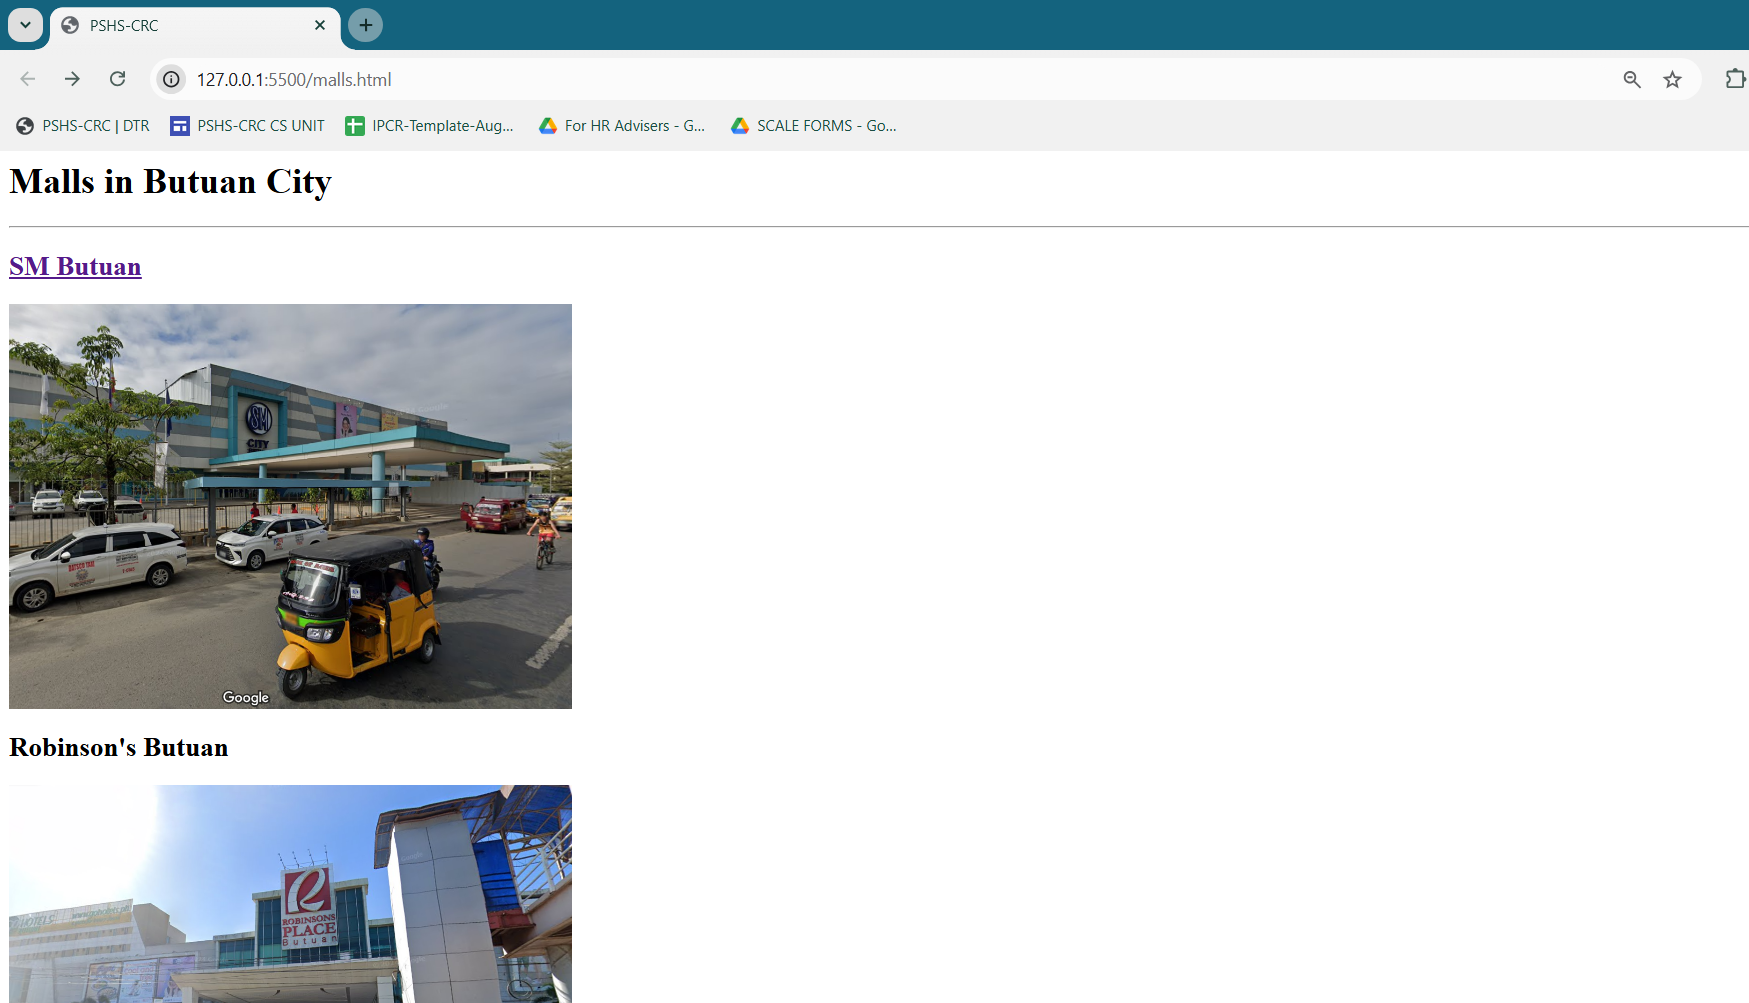 PSHS-CRC
127.0.0.1:5500/malls.html
PSHS-CRC | DTR
PSHS-CRC CS UNIT
IPCR-Template-Aug...
For HR Advisers - G...
SCALE FORMS - Go...
Malls in Butuan City
SM Butuan
SM
CITY
Google
Robinson's Butuan
R
ROBINSONS
PLACE
Butuan